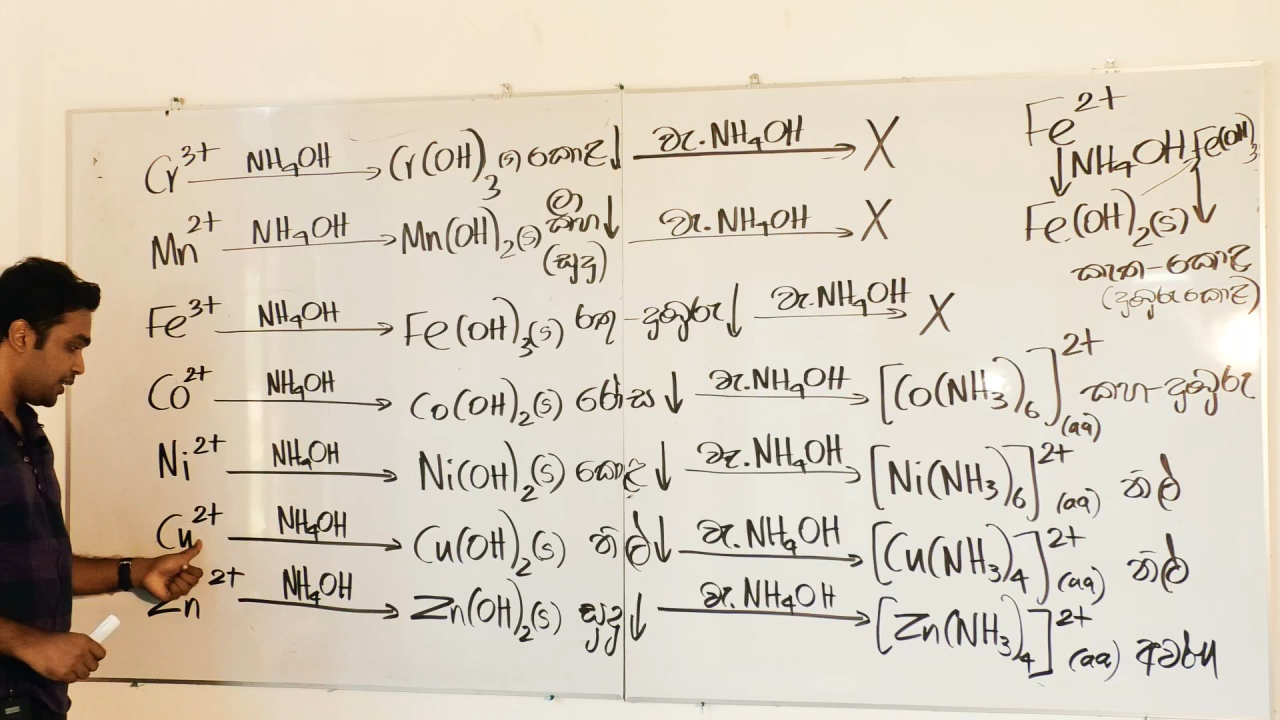 Cr³⁺ NH₄OH → Cr(OH)₃ (s) කොළ ↓ වැ.NH₄OH → X
Mn²⁺ NH₄OH → Mn(OH)₂(s) ලා කහ ↓ (සුදු) වැ.NH₄OH → X
Fe³⁺ NH₄OH → Fe(OH)₃(s) රතු - දුඹුරු ↓ වැ.NH₄OH → X
Co²⁺ NH₄OH → Co(OH)₂(s) රෝස ↓ වැ.NH₄OH → [Co(NH₃)₆]²⁺(aq) කහ-දුඹුරු
Ni²⁺ NH₄OH → Ni(OH)₂(s) කොළ ↓ වැ.NH₄OH → [Ni(NH₃)₆]²⁺(aq) නිල්
Cu²⁺ NH₄OH → Cu(OH)₂(s) නිල් ↓ වැ.NH₄OH → [Cu(NH₃)₄]²⁺(aq) නිල්
Zn²⁺ NH₄OH → Zn(OH)₂(s) සුදු ↓ වැ.NH₄OH → [Zn(NH₃)₄]²⁺(aq) අවර්ණ
Fe²⁺
↓ NH₄OH Fe(OH)₃
Fe(OH)₂(s) ↓
කැත - කොළ
(දුඹුරු කොළ)